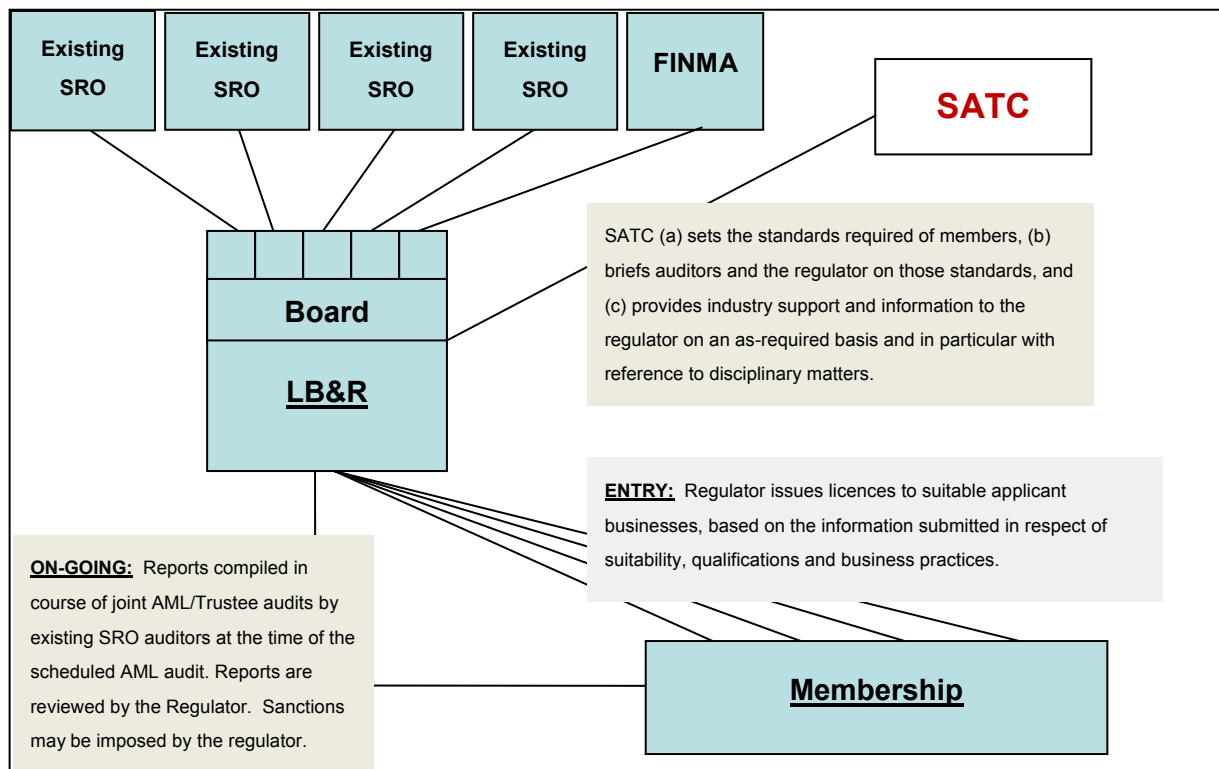 Existing
SRO
Existing
SRO
Existing
SRO
Existing
SRO
FINMA
SATC
SATC (a) sets the standards required of members, (b)
briefs auditors and the regulator on those standards, and
(c) provides industry support and information to the
regulator on an as-required basis and in particular with
reference to disciplinary matters.
Board
LB&R
ENTRY: Regulator issues licences to suitable applicant
businesses, based on the information submitted in respect of
suitability, qualifications and business practices.
ON-GOING: Reports compiled in
course of joint AML/Trustee audits by
existing SRO auditors at the time of the
scheduled AML audit. Reports are
reviewed by the Regulator. Sanctions
may be imposed by the regulator.
Membership